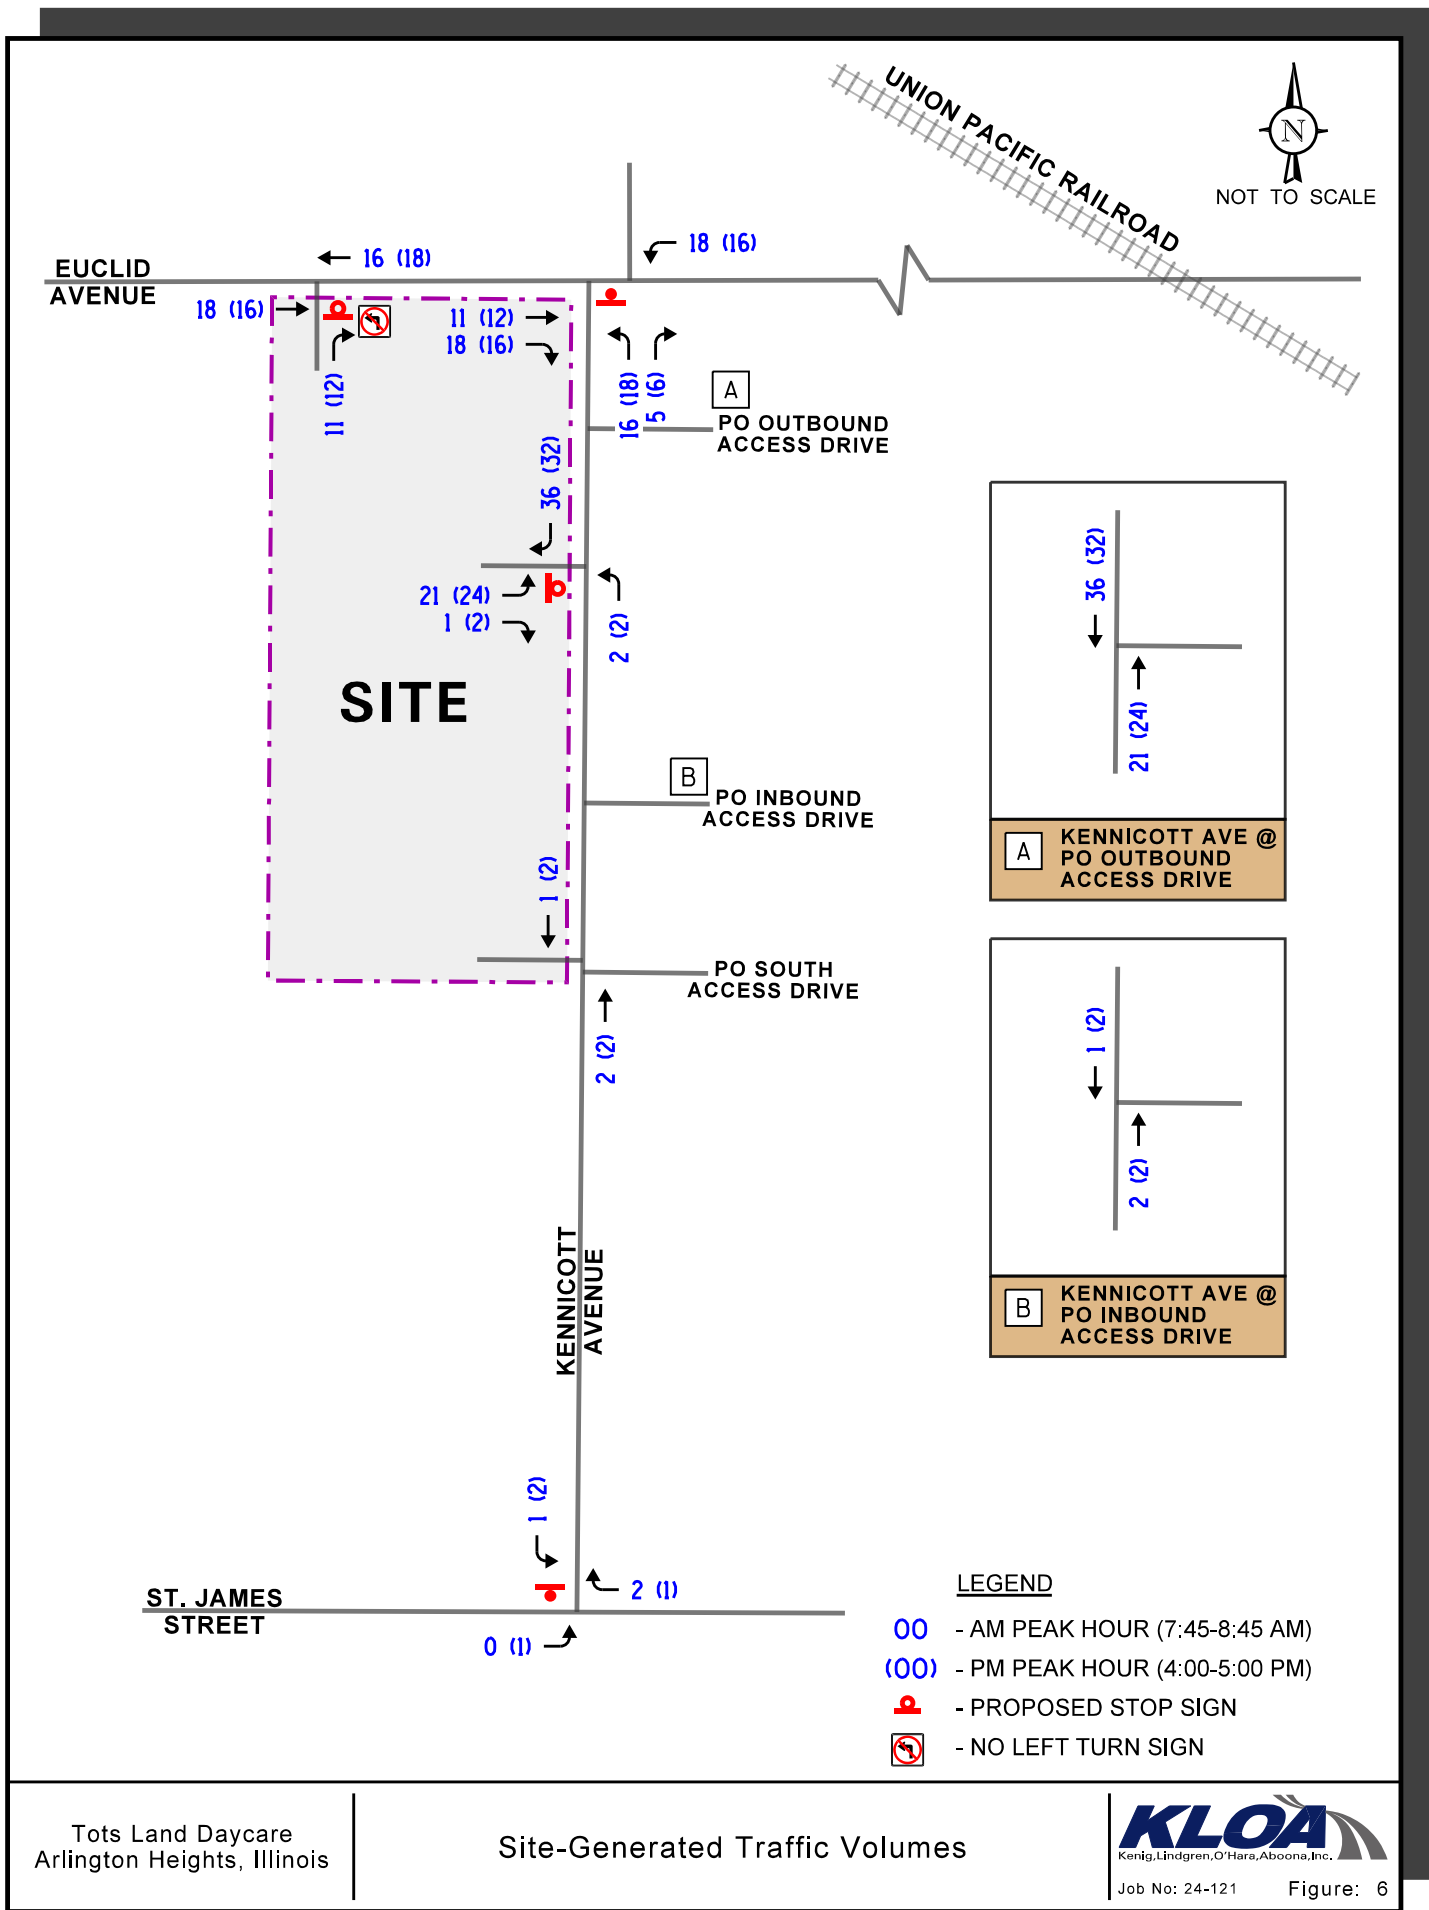 UNION PACIFIC RAILROAD
N
NOT TO SCALE
EUCLID
AVENUE
16 (18)
18 (16)
18 (16)
11 (12)
18 (16)
11 (12)
16 (18)
5 (6)
A
PO OUTBOUND
ACCESS DRIVE
36 (32)
21 (24)
1 (2)
2 (2)
SITE
B
PO INBOUND
ACCESS DRIVE
1 (2)
PO SOUTH
ACCESS DRIVE
2 (2)
KENNICOTT
AVENUE
1 (2)
2 (1)
0 (1)
ST. JAMES
STREET
36 (32)
21 (24)
A
KENNICOTT AVE @
PO OUTBOUND
ACCESS DRIVE
1 (2)
2 (2)
B
KENNICOTT AVE @
PO INBOUND
ACCESS DRIVE
LEGEND
00 - AM PEAK HOUR (7:45-8:45 AM)
(00) - PM PEAK HOUR (4:00-5:00 PM)
- PROPOSED STOP SIGN
- NO LEFT TURN SIGN
Tots Land Daycare
Arlington Heights, Illinois
Site-Generated Traffic Volumes
KLOA
Kenig,Lindgren,O'Hara,Aboona,Inc.
Job No: 24-121
Figure: 6